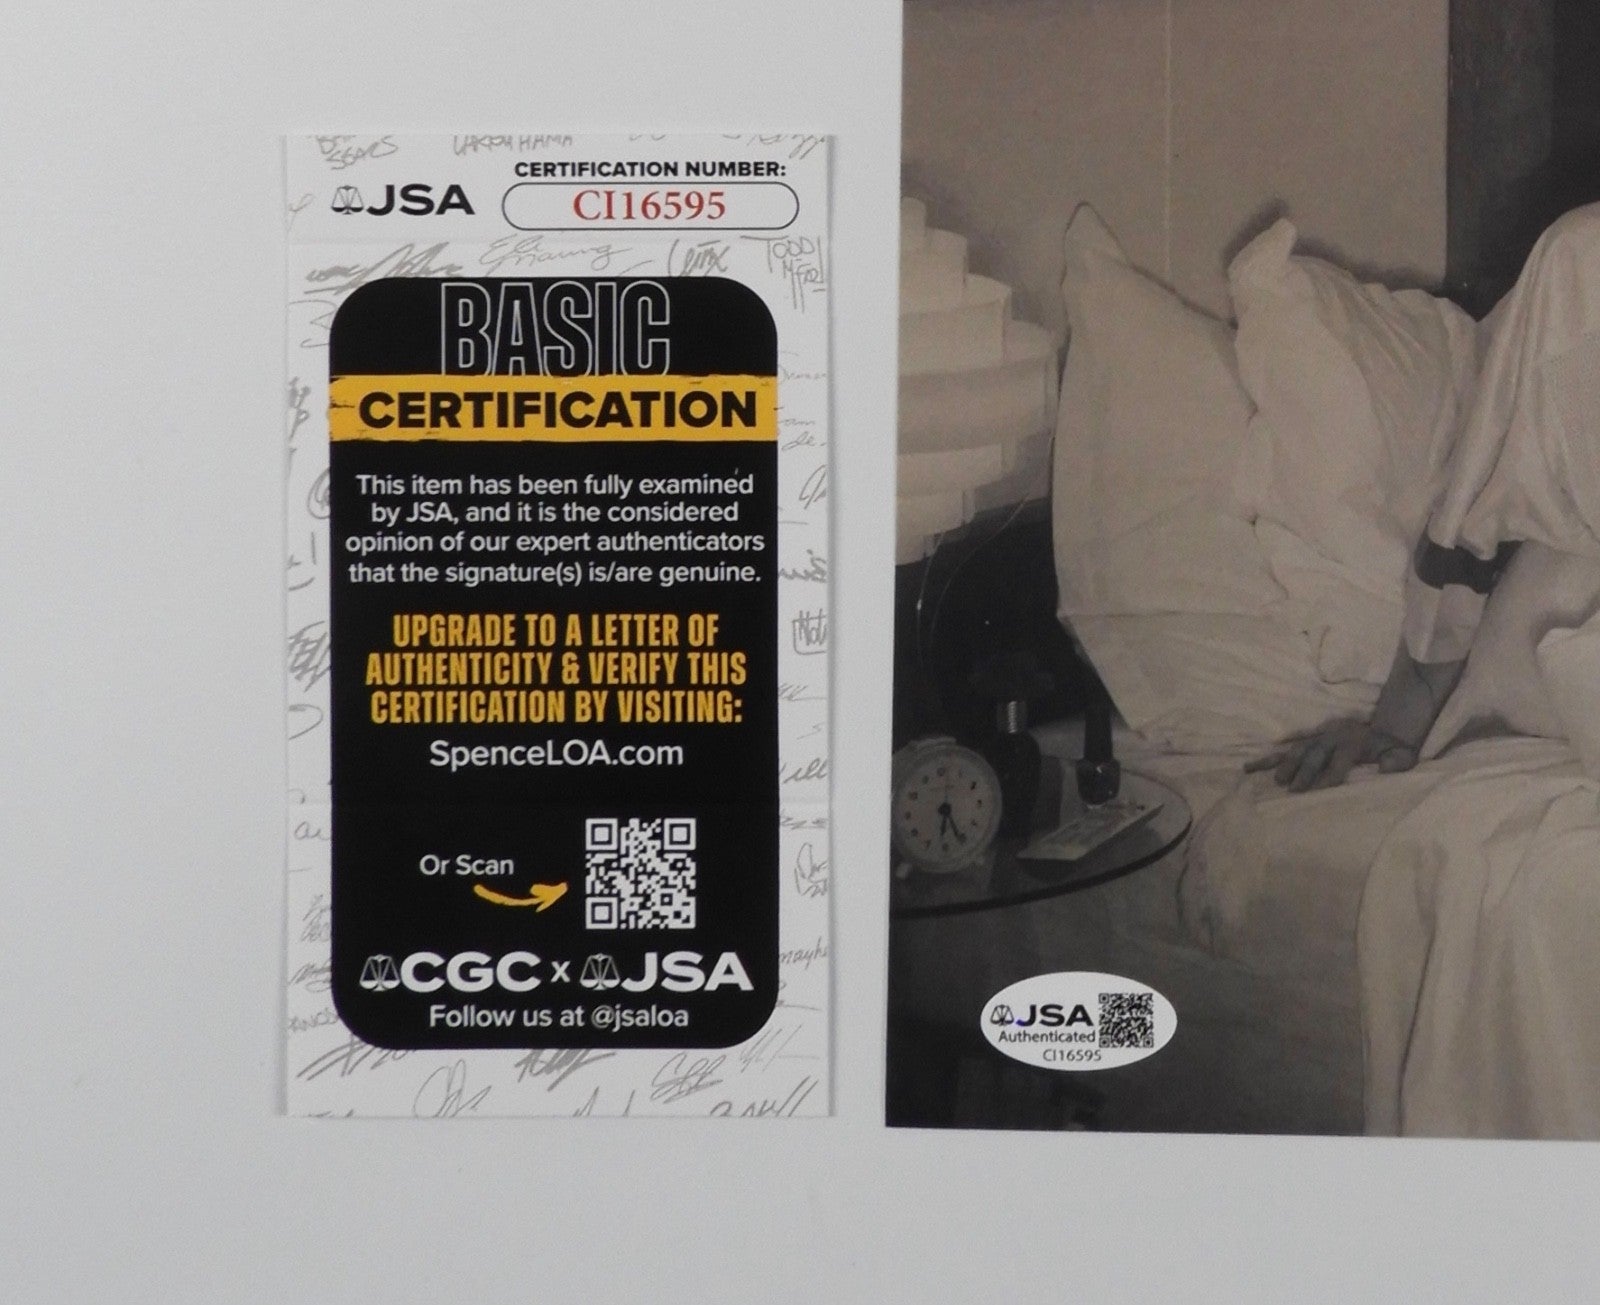 JSA
CERTIFICATION NUMBER:
CI16595
BASIC
CERTIFICATION
This item has been fully examined
by JSA, and it is the considered
opinion of our expert authenticators
that the signature(s) is/are genuine.
UPGRADE TO A LETTER OF
AUTHENTICITY & VERIFY THIS
CERTIFICATION BY VISITING:
SpenceLOA.com
Or Scan
CGC x JSA
Follow us at @jsaloa
JSA
Authenticated
CI16595